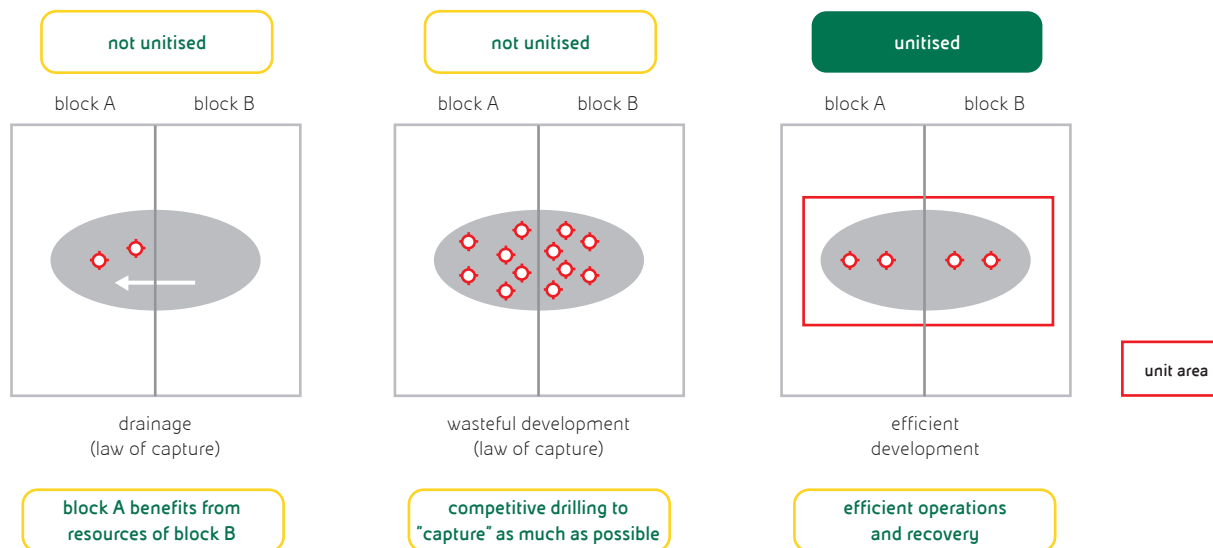 not unitised
not unitised
unitised
block A
block B
block A
block B
block A
block B
unit area
drainage
(law of capture)
wasteful development
(law of capture)
efficient
development
block A benefits from
resources of block B
competitive drilling to
"capture" as much as possible
efficient operations
and recovery